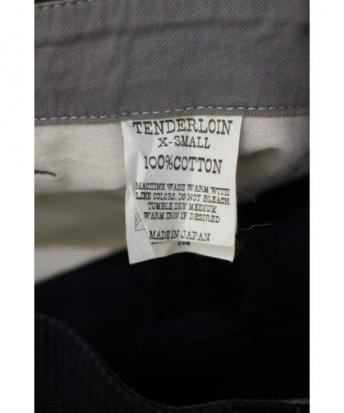 TENDERLOIN
X-SMALL
100%COTTON
MACHINE WASH WARM WITH
LIKE COLORS, DO NOT BLEACH
TUMBLE DRY MEDIUM
WARM IRON IF DESIRED
MADE IN JAPAN